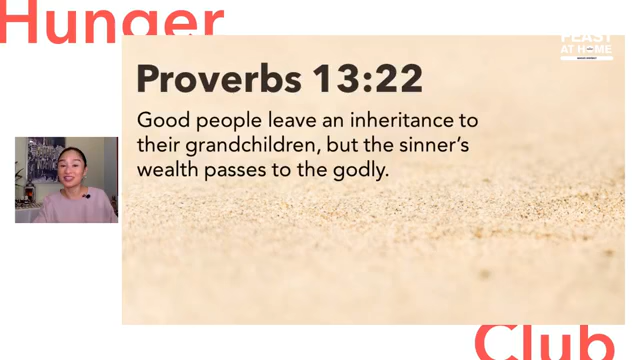 Hunger
FEAST
AT HOME
Proverbs 13:22
Good people leave an inheritance to
their grandchildren, but the sinner's
wealth passes to the godly.
Club